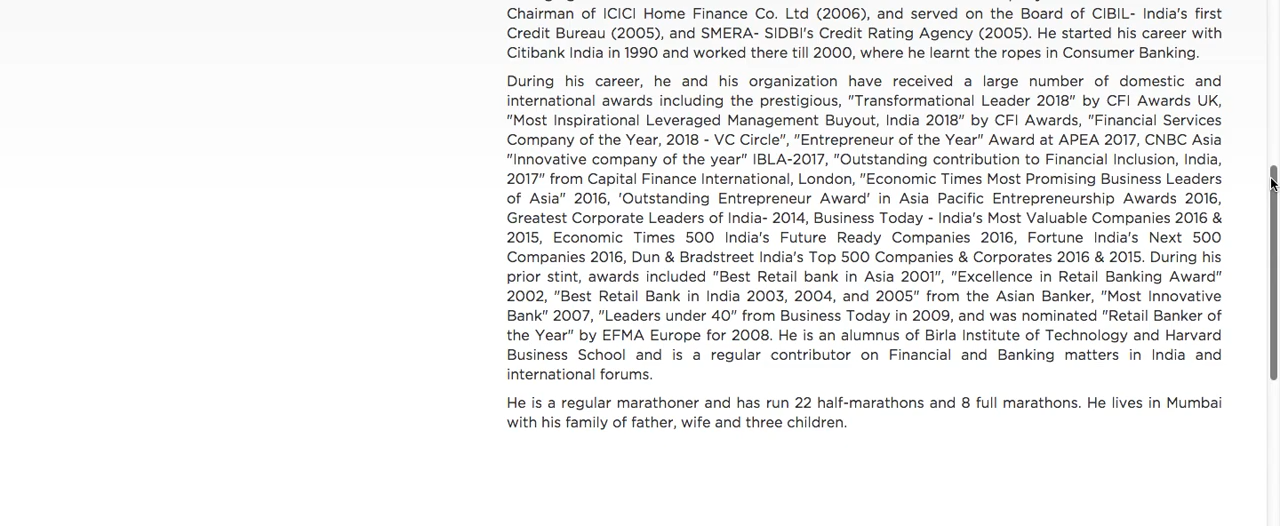 Chairman of ICICI Home Finance Co. Ltd (2006), and served on the Board of CIBIL- India's first
Credit Bureau (2005), and SMERA- SIDBI's Credit Rating Agency (2005). He started his career with
Citibank India in 1990 and worked there till 2000, where he learnt the ropes in Consumer Banking.
During his career, he and his organization have received a large number of domestic and
international awards including the prestigious, "Transformational Leader 2018" by CFI Awards UK,
"Most Inspirational Leveraged Management Buyout, India 2018" by CFI Awards, "Financial Services
Company of the Year, 2018 - VC Circle", "Entrepreneur of the Year" Award at APEA 2017, CNBC Asia
"Innovative company of the year" IBLA-2017, "Outstanding contribution to Financial Inclusion, India,
2017" from Capital Finance International, London, "Economic Times Most Promising Business Leaders
of Asia" 2016, 'Outstanding Entrepreneur Award' in Asia Pacific Entrepreneurship Awards 2016,
Greatest Corporate Leaders of India- 2014, Business Today - India's Most Valuable Companies 2016 &
2015, Economic Times 500 India's Future Ready Companies 2016, Fortune India's Next 500
Companies 2016, Dun & Bradstreet India's Top 500 Companies & Corporates 2016 & 2015. During his
prior stint, awards included "Best Retail bank in Asia 2001", "Excellence in Retail Banking Award"
2002, "Best Retail Bank in India 2003, 2004, and 2005" from the Asian Banker, "Most Innovative
Bank" 2007, "Leaders under 40" from Business Today in 2009, and was nominated "Retail Banker of
the Year" by EFMA Europe for 2008. He is an alumnus of Birla Institute of Technology and Harvard
Business School and is a regular contributor on Financial and Banking matters in India and
international forums.
He is a regular marathoner and has run 22 half-marathons and 8 full marathons. He lives in Mumbai
with his family of father, wife and three children.